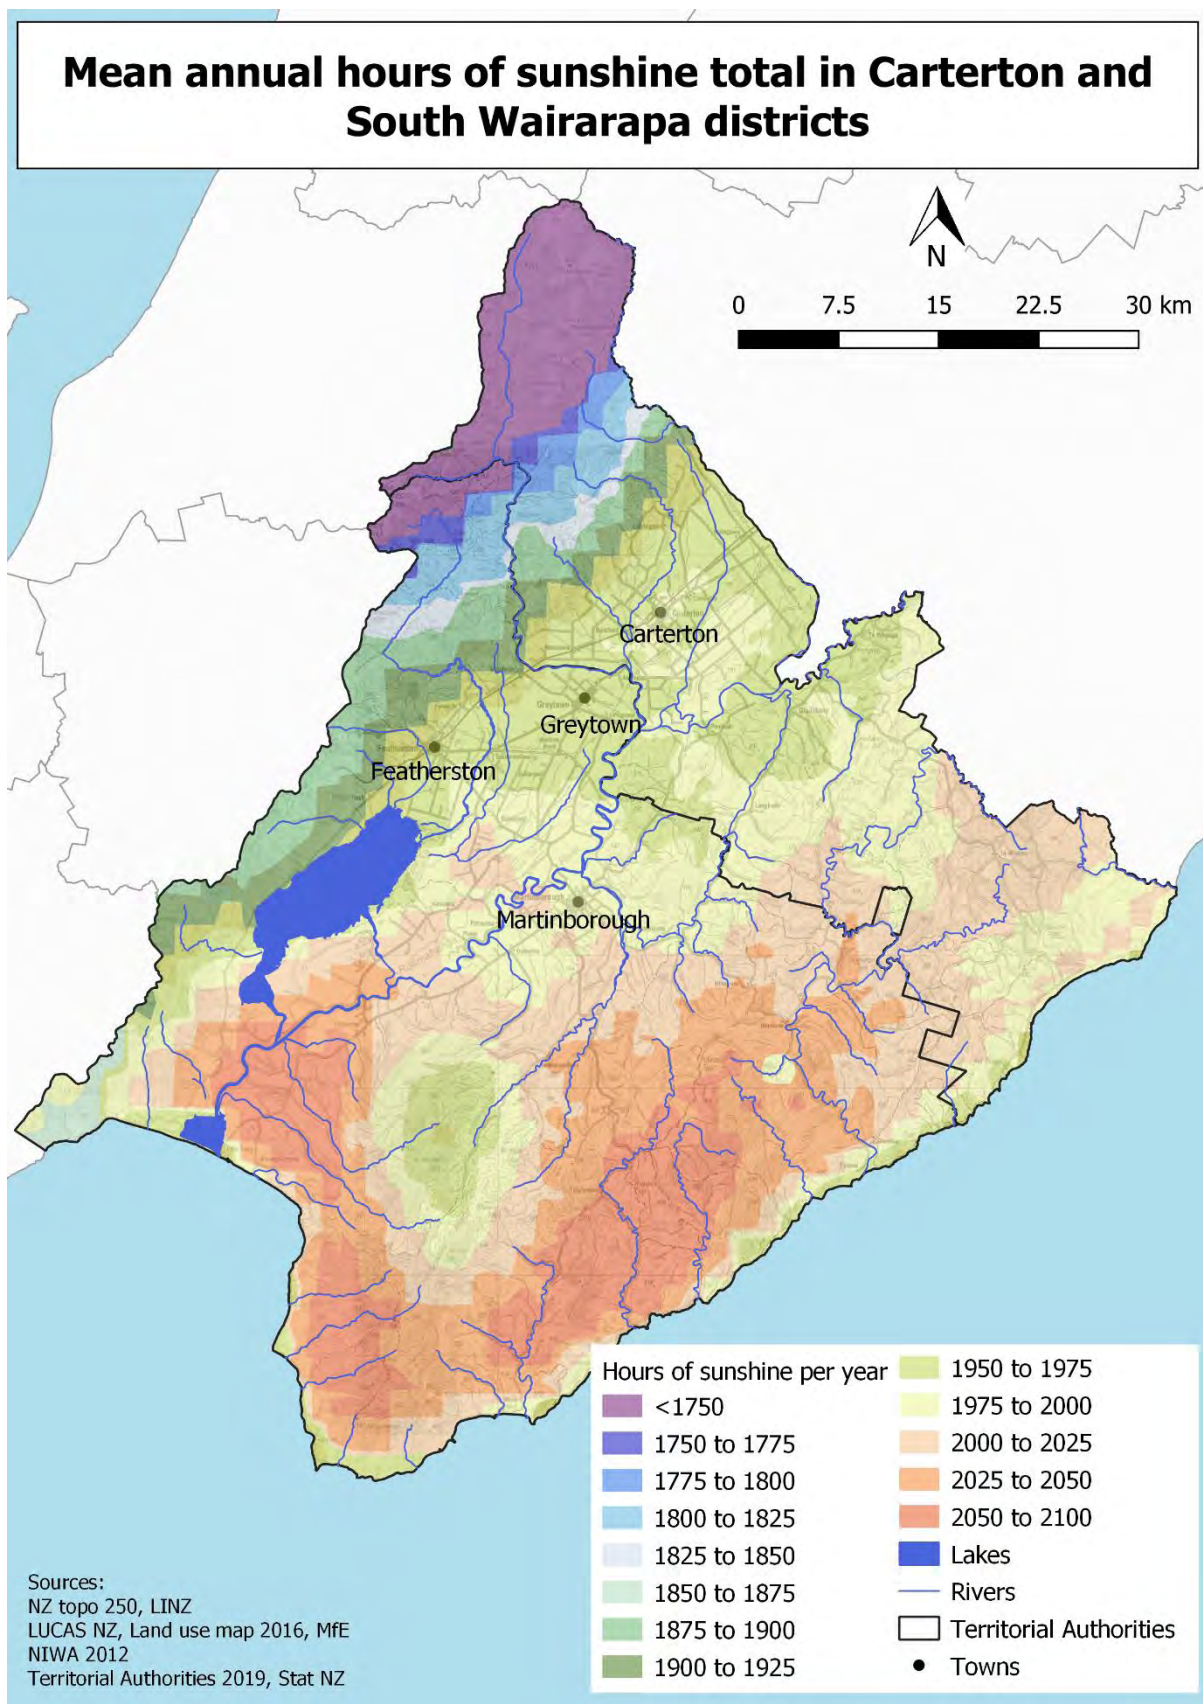 Mean annual hours of sunshine total in Carterton and
South Wairarapa districts
N
0 7.5 15 22.5 30 km
Carterton
Greytown
Featherston
Martinborough
Hours of sunshine per year
<1750
1750 to 1775
1775 to 1800
1800 to 1825
1825 to 1850
1850 to 1875
1875 to 1900
1900 to 1925
1950 to 1975
1975 to 2000
2000 to 2025
2025 to 2050
2050 to 2100
Lakes
Rivers
Territorial Authorities
Towns
Sources:
NZ topo 250, LINZ
LUCAS NZ, Land use map 2016, MfE
NIWA 2012
Territorial Authorities 2019, Stat NZ